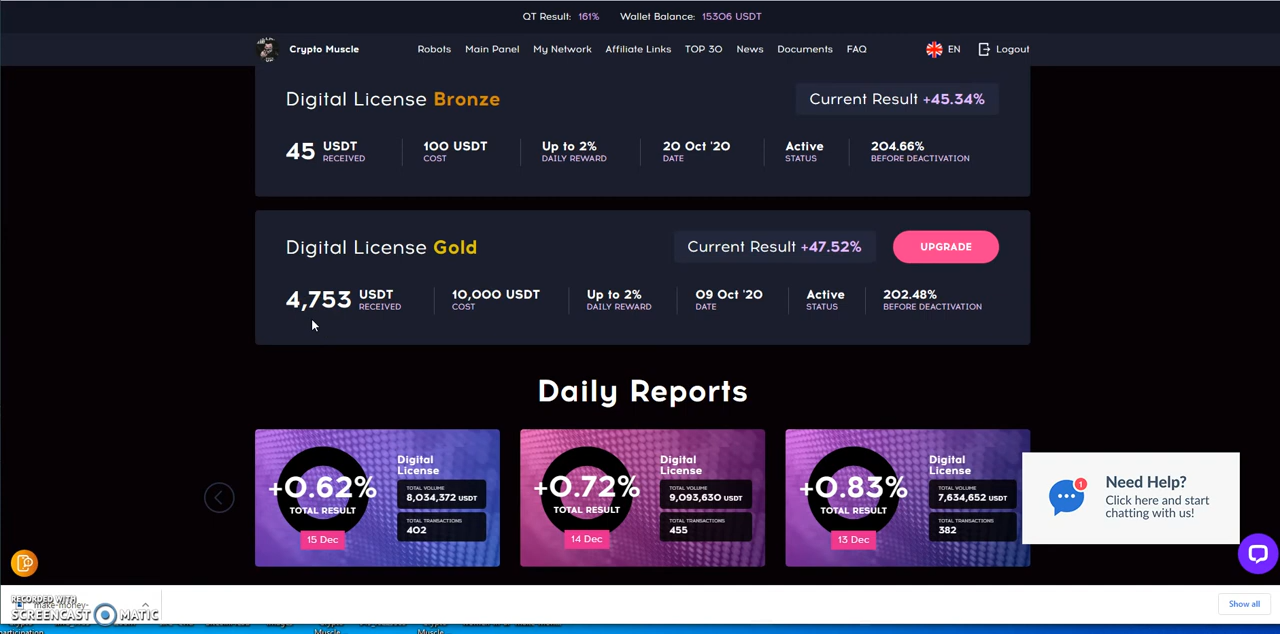 QT Result: 161% Wallet Balance: 15306 USDT
Crypto Muscle Robots Main Panel My Network Affiliate Links TOP 30 News Documents FAQ EN Logout
Digital License Bronze Current Result +45.34%
45 USDT RECEIVED 100 USDT COST Up to 2% DAILY REWARD 20 Oct '20 DATE Active STATUS 204.66% BEFORE DEACTIVATION
Digital License Gold Current Result +47.52% UPGRADE
4,753 USDT RECEIVED 10,000 USDT COST Up to 2% DAILY REWARD 09 Oct '20 DATE Active STATUS 202.48% BEFORE DEACTIVATION
Daily Reports
+0.62%
TOTAL RESULT
15 Dec
Digital
License
TOTAL VOLUME
8,034,372 USDT
TOTAL TRANSACTIONS
402
+0.72%
TOTAL RESULT
14 Dec
Digital
License
TOTAL VOLUME
9,093,630 USDT
TOTAL TRANSACTIONS
455
+0.83%
TOTAL RESULT
13 Dec
Digital
License
TOTAL VOLUME
7,634,652 USDT
TOTAL TRANSACTIONS
382
1
Need Help?
Click here and start
chatting with us!
RECORDED WITH
make-money-
SCREENCAST MATIC
Show all
Muscle
Muscle